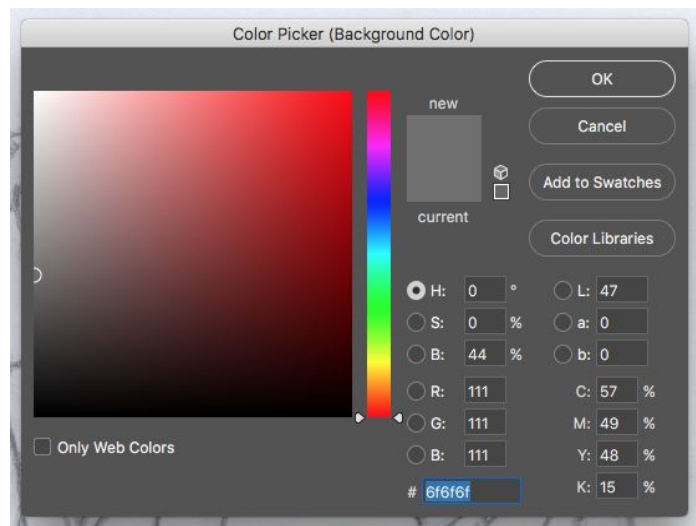 Color Picker (Background Color)
new
current
OK
Cancel
Add to Swatches
Color Libraries
H: 0 °
S: 0 %
B: 44 %
R: 111
G: 111
B: 111
# 6f6f6f
L: 47
a: 0
b: 0
C: 57 %
M: 49 %
Y: 48 %
K: 15 %
Only Web Colors